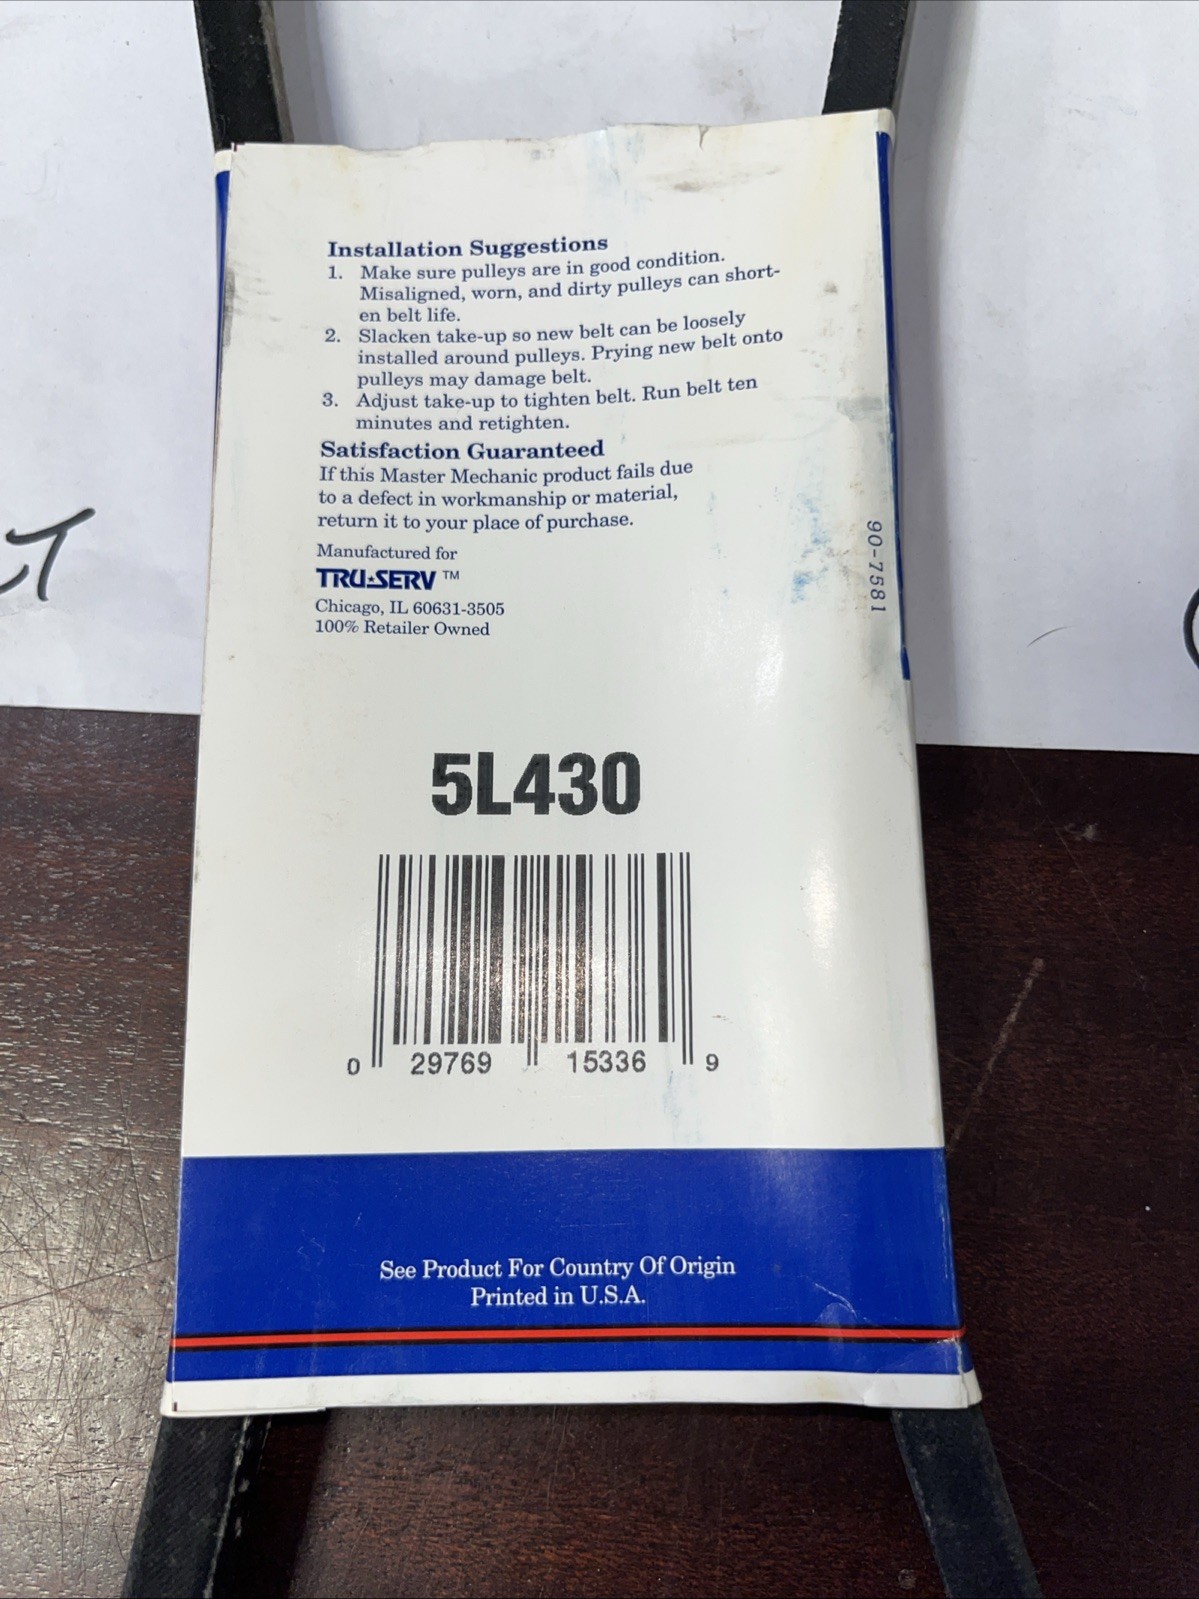 Installation Suggestions
1. Make sure pulleys are in good condition.
Misaligned, worn, and dirty pulleys can short-
en belt life.
2. Slacken take-up so new belt can be loosely
installed around pulleys. Prying new belt onto
pulleys may damage belt.
3. Adjust take-up to tighten belt. Run belt ten
minutes and retighten.
Satisfaction Guaranteed
If this Master Mechanic product fails due
to a defect in workmanship or material,
return it to your place of purchase.
Manufactured for
TRU★SERV™
Chicago, IL 60631-3505
100% Retailer Owned
90-7581
5L430
0 29769 15336 9
See Product For Country Of Origin
Printed in U.S.A.